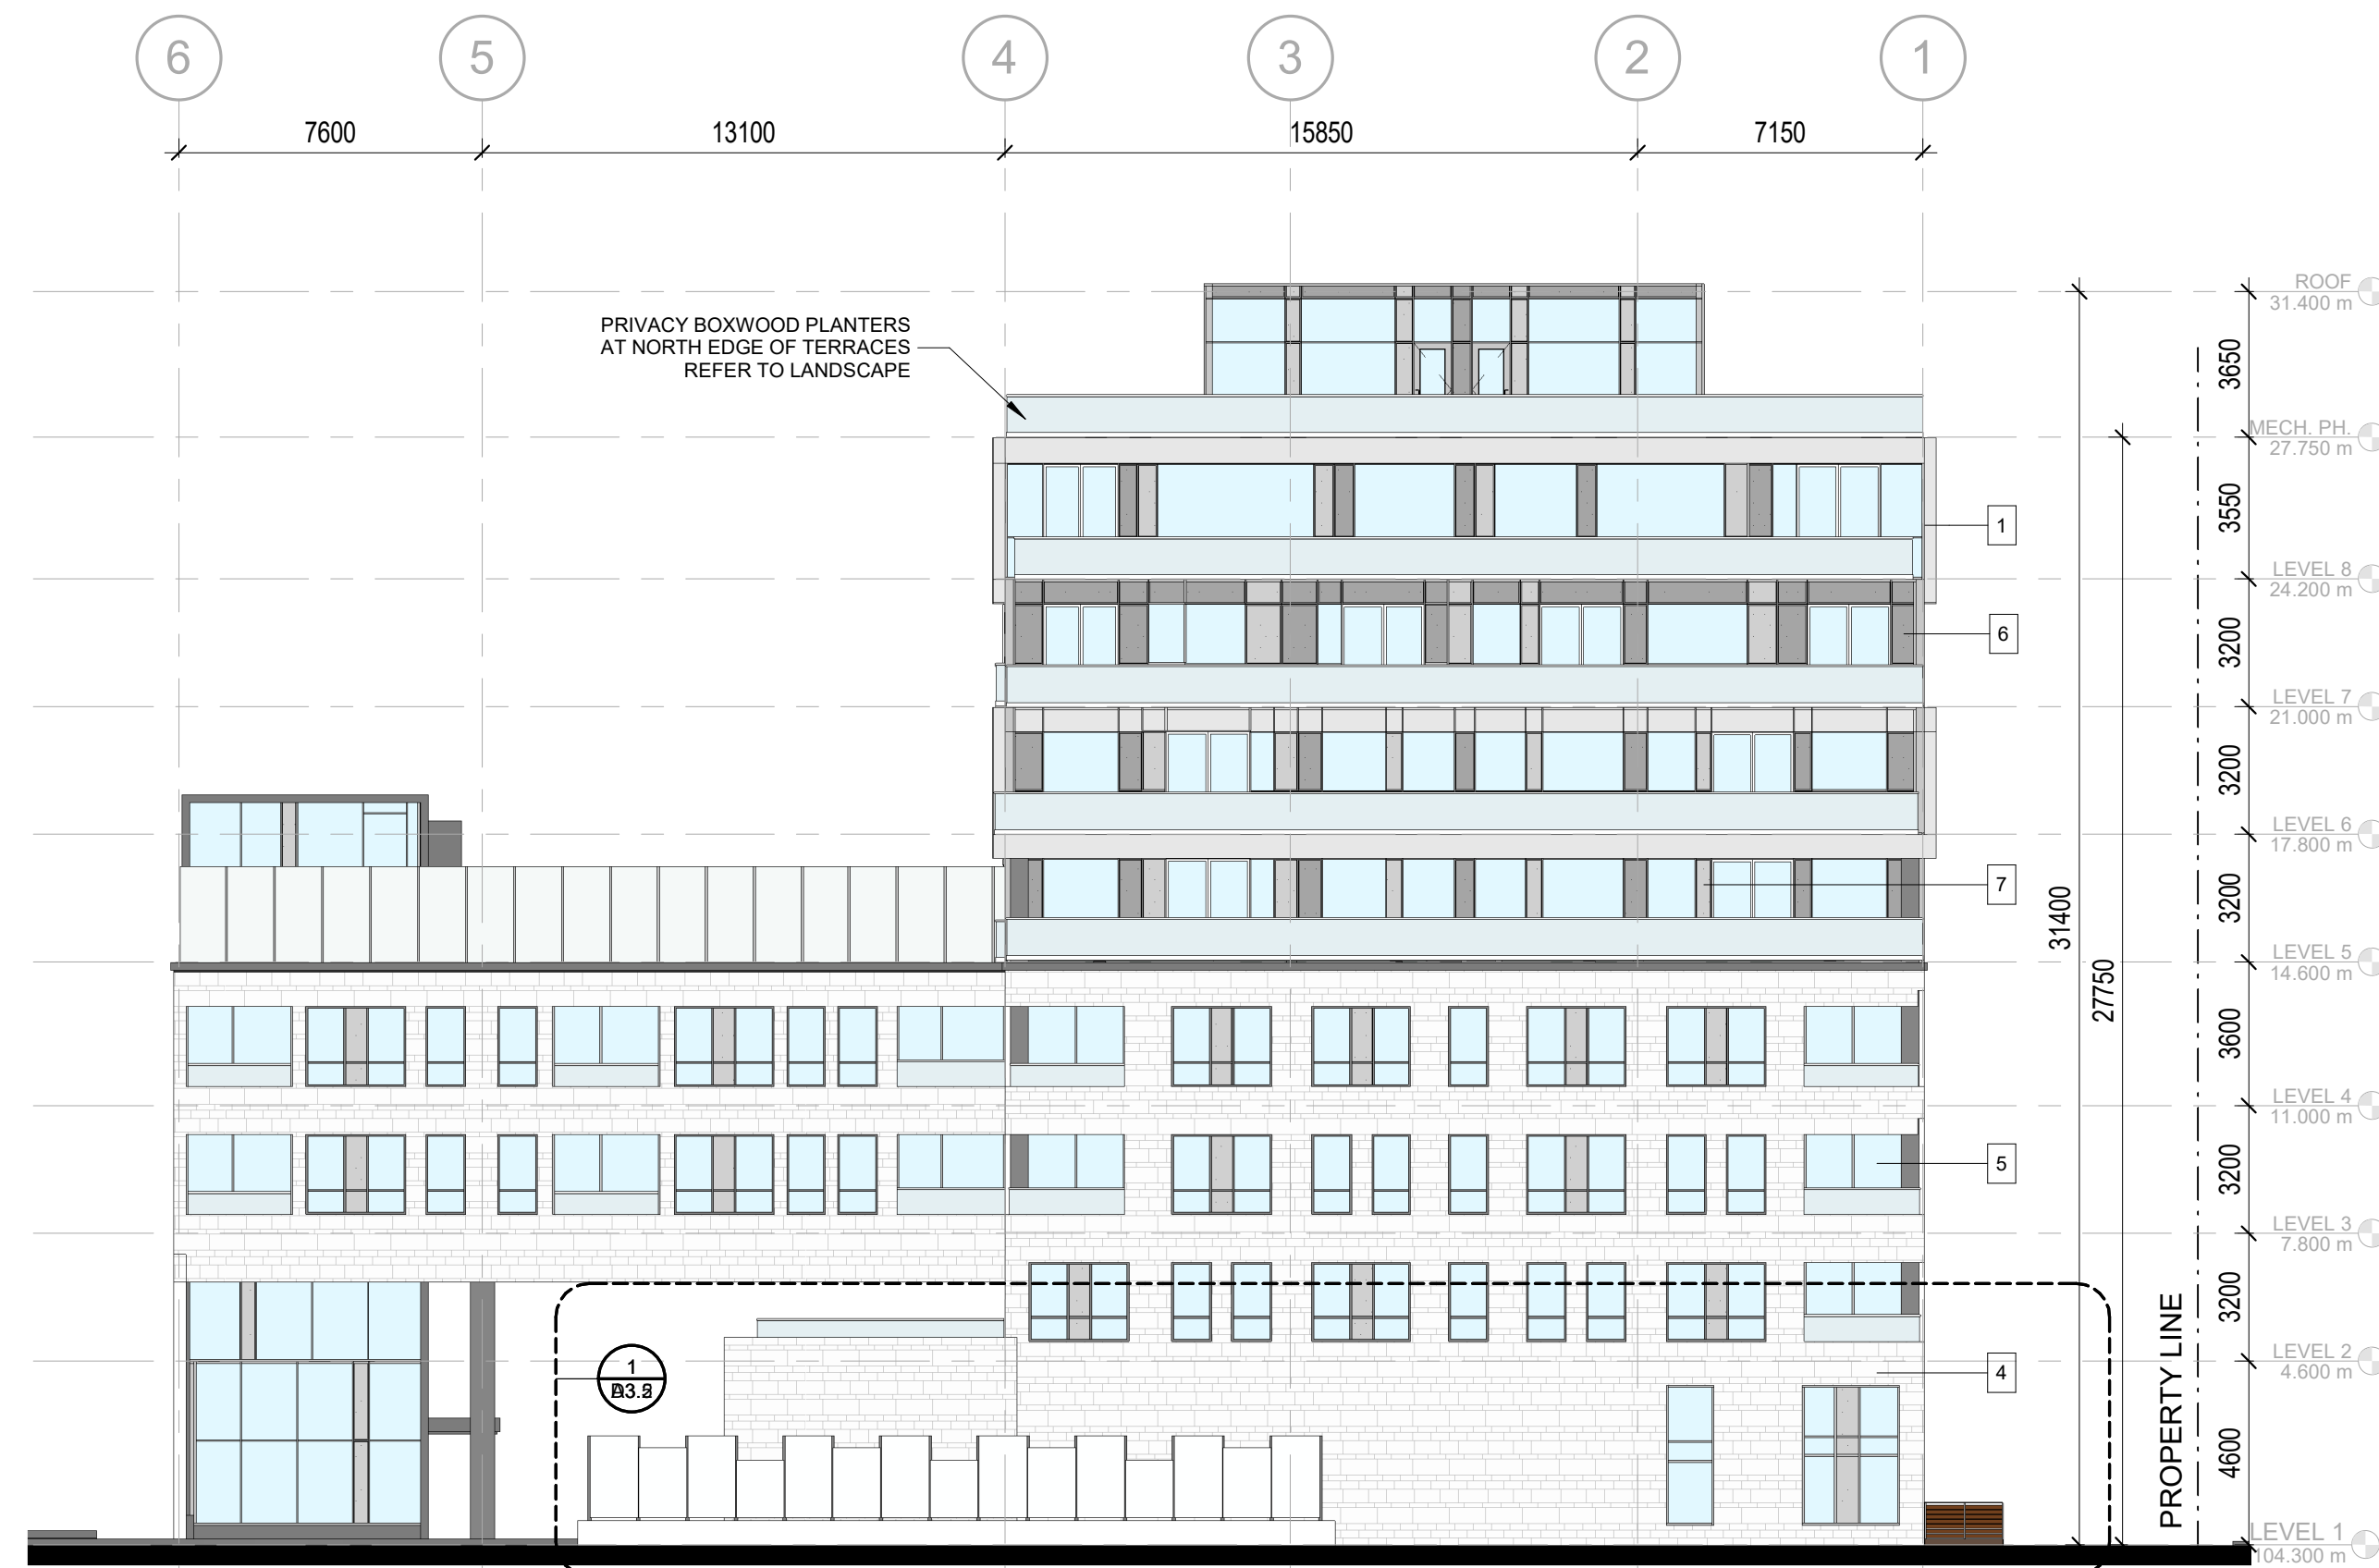 6
5
4
3
2
1
7600
13100
15850
7150
PRIVACY BOXWOOD PLANTERS
AT NORTH EDGE OF TERRACES
REFER TO LANDSCAPE
ROOF
31.400 m
3650
MECH. PH.
27.750 m
3550
1
LEVEL 8
24.200 m
6
3200
LEVEL 7
21.000 m
3200
LEVEL 6
17.800 m
7
3200
31400
LEVEL 5
14.600 m
27750
3600
LEVEL 4
11.000 m
5
3200
LEVEL 3
7.800 m
3200
LEVEL 2
4.600 m
4
1
PROPERTY LINE
4600
LEVEL 1
104.300 m